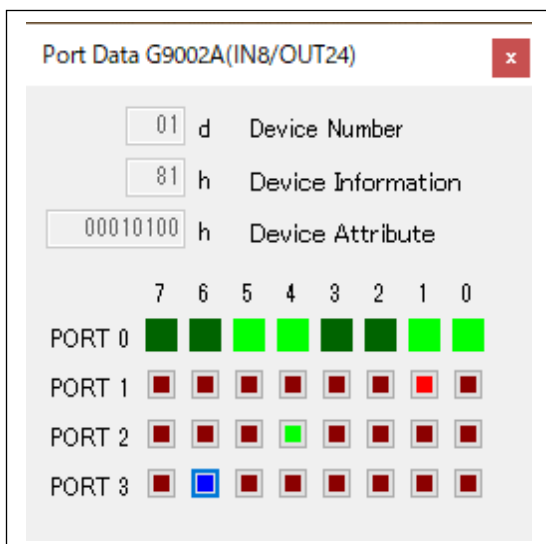 Port Data G9002A(IN8/OUT24)
x
01 d Device Number
81 h Device Information
00010100 h Device Attribute
7 6 5 4 3 2 1 0
PORT 0
PORT 1
PORT 2
PORT 3